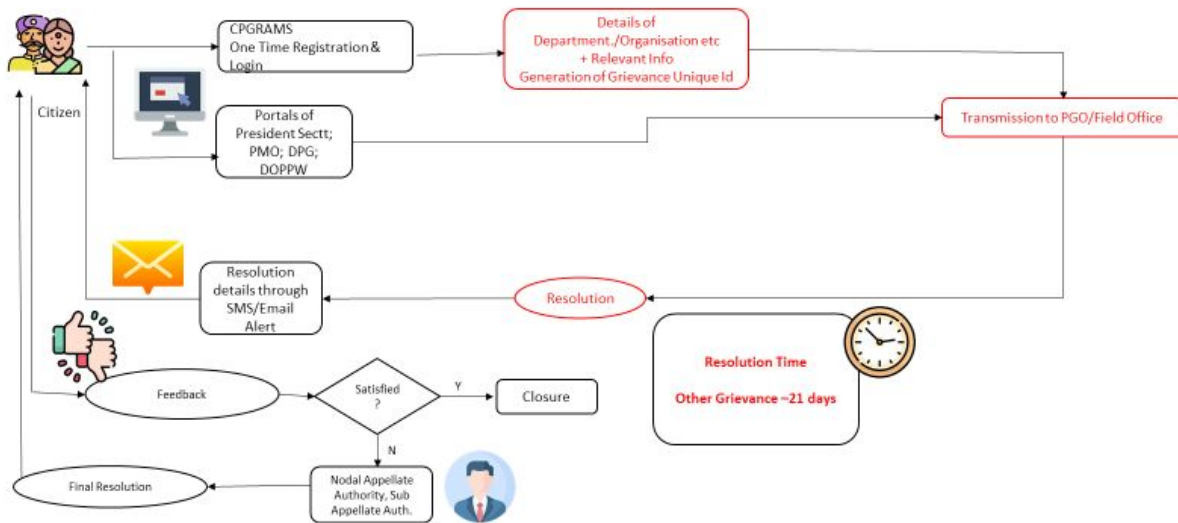 CPGRAMS
One Time Registration &
Login
Details of
Department./Organisation etc
+ Relevant Info
Generation of Grievance Unique Id
Citizen
Portals of
President Sectt;
PMO; DPG;
DOPPW
Transmission to PGO/Field Office
Resolution
details through
SMS/Email
Alert
Resolution
Resolution Time
Other Grievance –21 days
Feedback
Satisfied
?
Y
Closure
N
Final Resolution
Nodal Appellate
Authority, Sub
Appellate Auth.